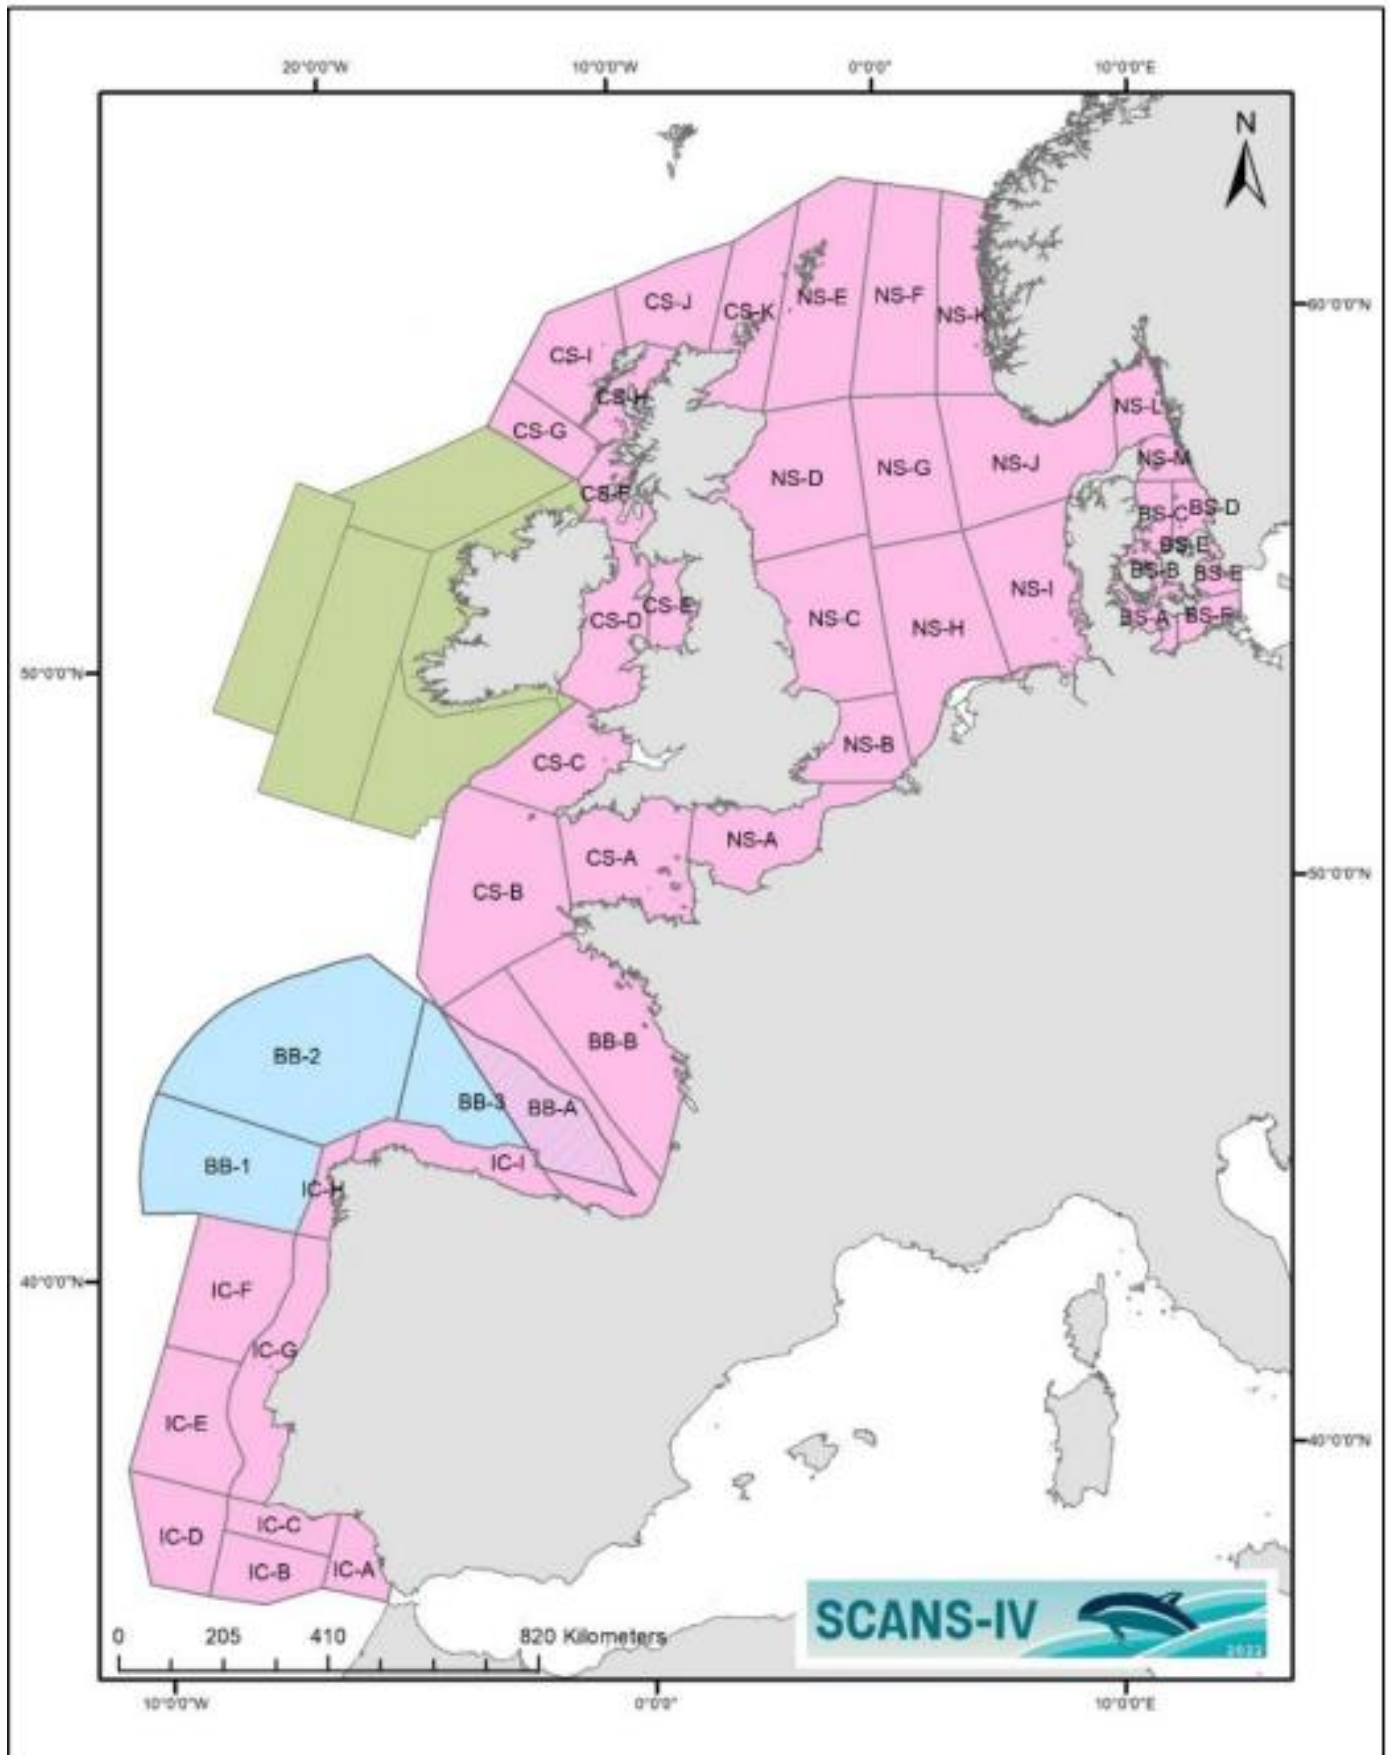 20°0'0"W 10°0'0"W 0°0'0" 10°0'0"E
N
60°0'0"N
CS-J
CS-K
NS-E
NS-F
NS-K
CS-I
CS-H
CS-G
NS-L
NS-M
NS-D
NS-G
NS-J
CS-F
BS-C
BS-D
BS-E
BS-B
BS-E
BS-A
BS-F
CS-D
CS-E
NS-C
NS-H
NS-I
50°0'0"N
NS-B
CS-C
NS-A
CS-A
CS-B
50°0'0"N
BB-B
BB-2
BB-3
BB-A
BB-1
IC-I
IC-H
40°0'0"N
IC-F
IC-G
IC-E
40°0'0"N
IC-D
IC-C
IC-B
IC-A
SCANS-IV
2022
0 205 410 820 Kilometers
10°0'0"W 0°0'0" 10°0'0"E